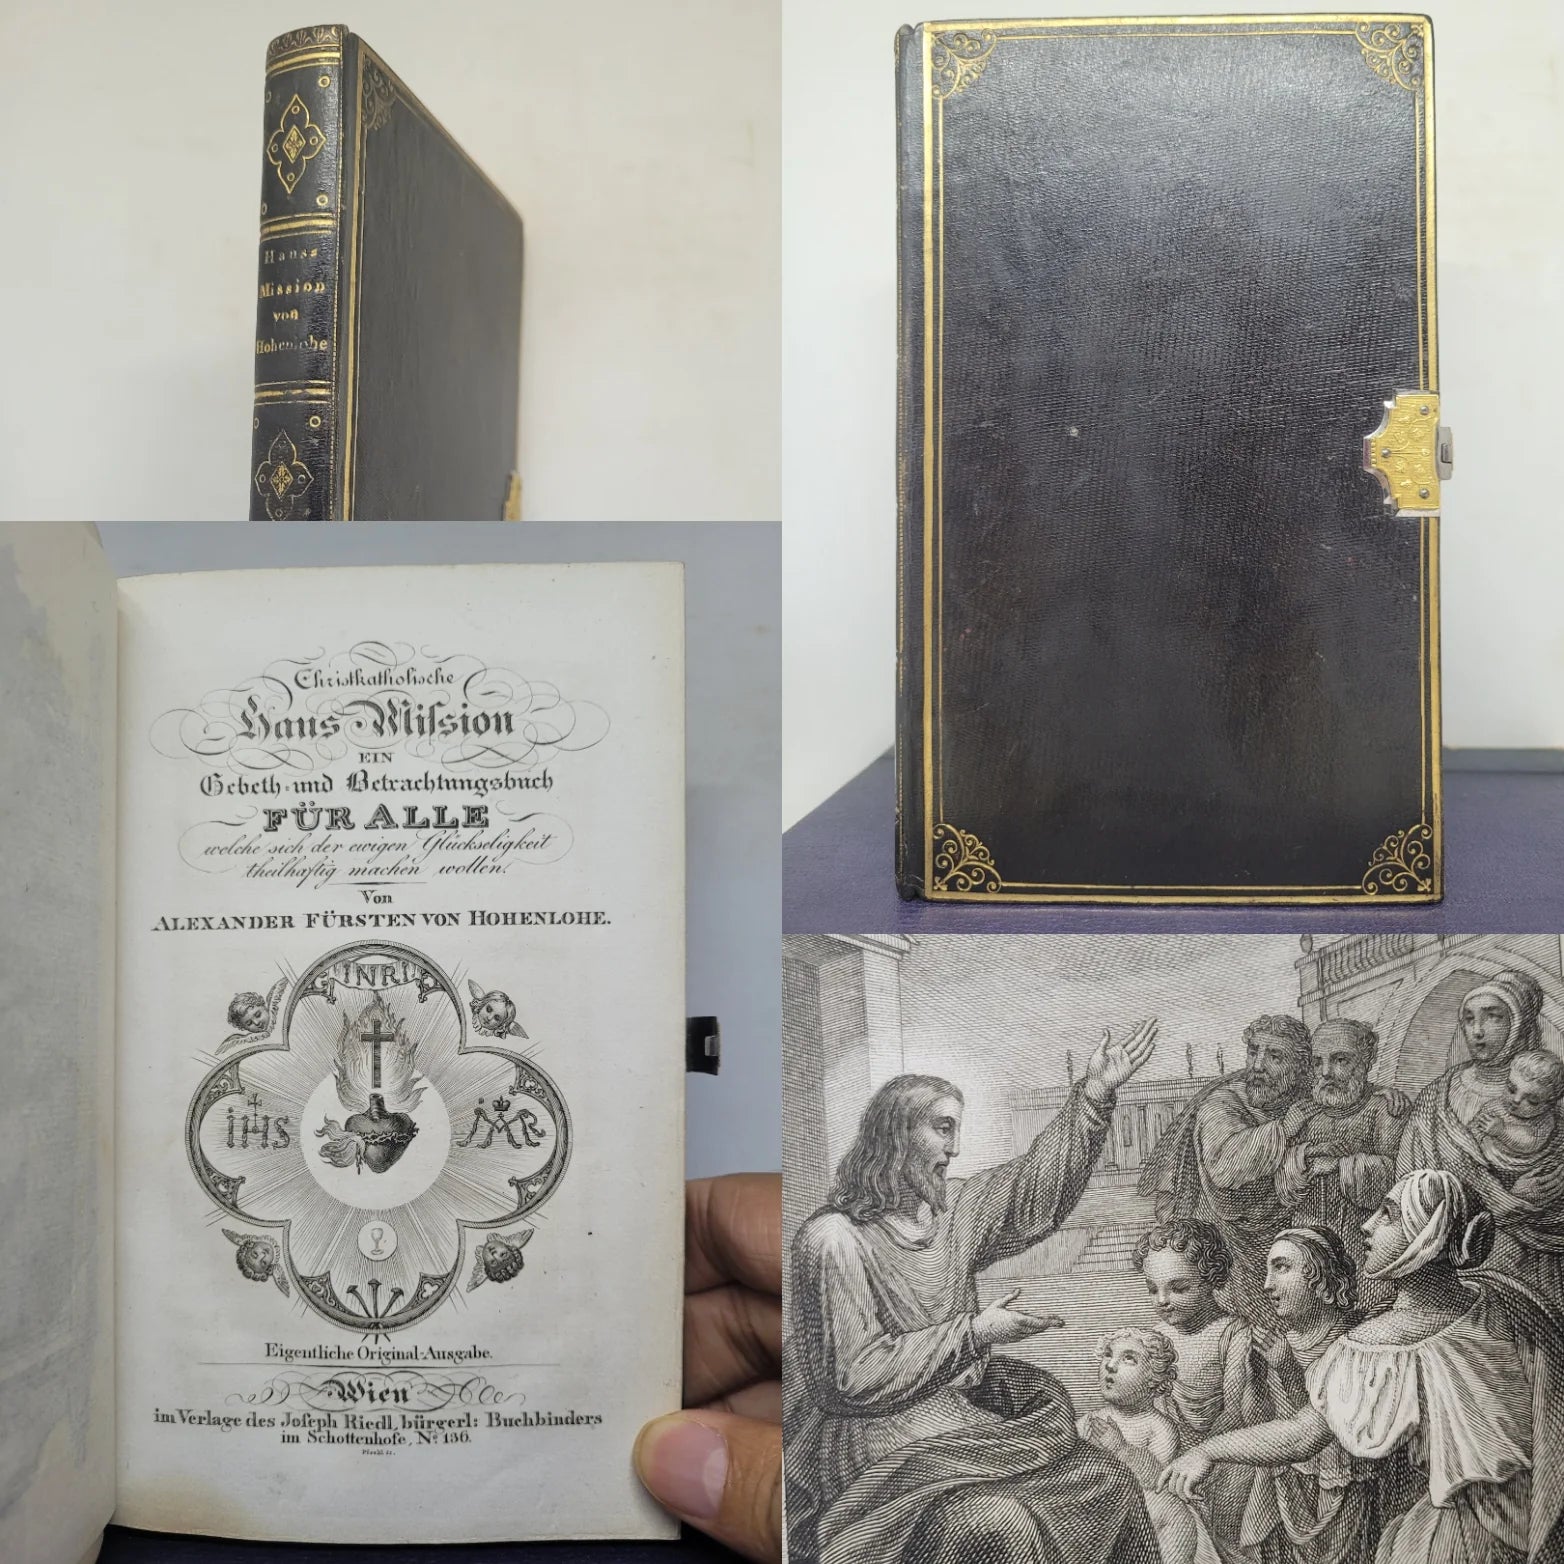 Hauss
Mission
von
Hohenlohe
Christkatholische
Haus Miſsion
EIN
Gebeth- und Betrachtungsbuch
FÜR ALLE
welche sich der ewigen Glückseligkeit
theilhaftig machen wollen.
Von
ALEXANDER FÜRSTEN VON HOHENLOHE.
INRI
IHS
MAR
Eigentliche Original-Ausgabe.
Wien
im Verlage des Joſeph Riedl, bürgerl: Buchbinders
im Schottenhofe, No. 136.